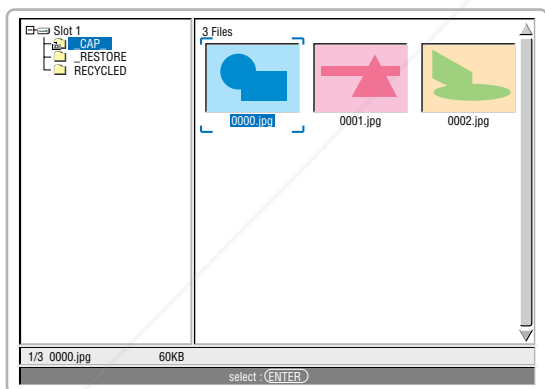 Slot 1
_CAP_
_RESTORE
RECYCLED
3 Files
0000.jpg
0001.jpg
0002.jpg
1/3 0000.jpg 60KB
select : ENTER